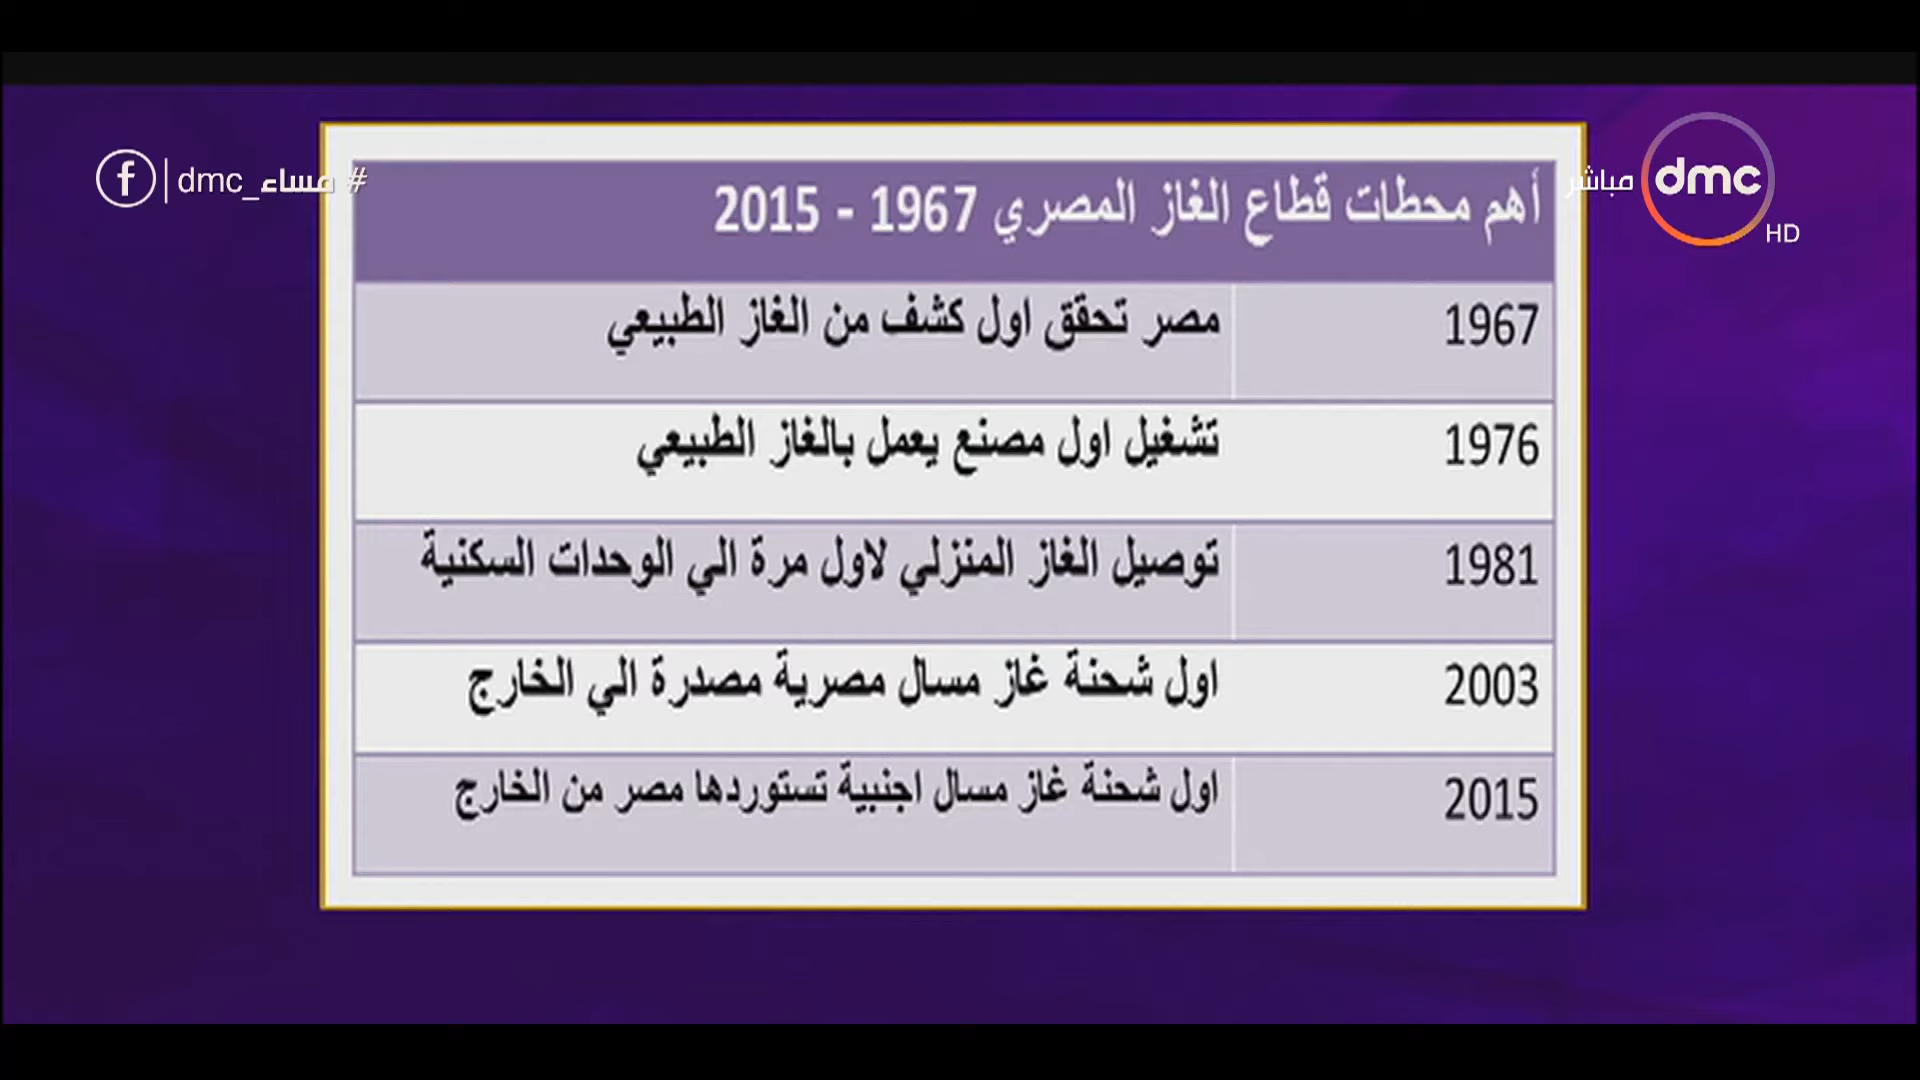 dmc
مباشر
HD
# مساء_dmc
أهم محطات قطاع الغاز المصري 1967 - 2015
1967 مصر تحقق اول كشف من الغاز الطبيعي
1976 تشغيل اول مصنع يعمل بالغاز الطبيعي
1981 توصيل الغاز المنزلي لاول مرة الي الوحدات السكنية
2003 اول شحنة غاز مسال مصرية مصدرة الي الخارج
2015 اول شحنة غاز مسال اجنبية تستوردها مصر من الخارج